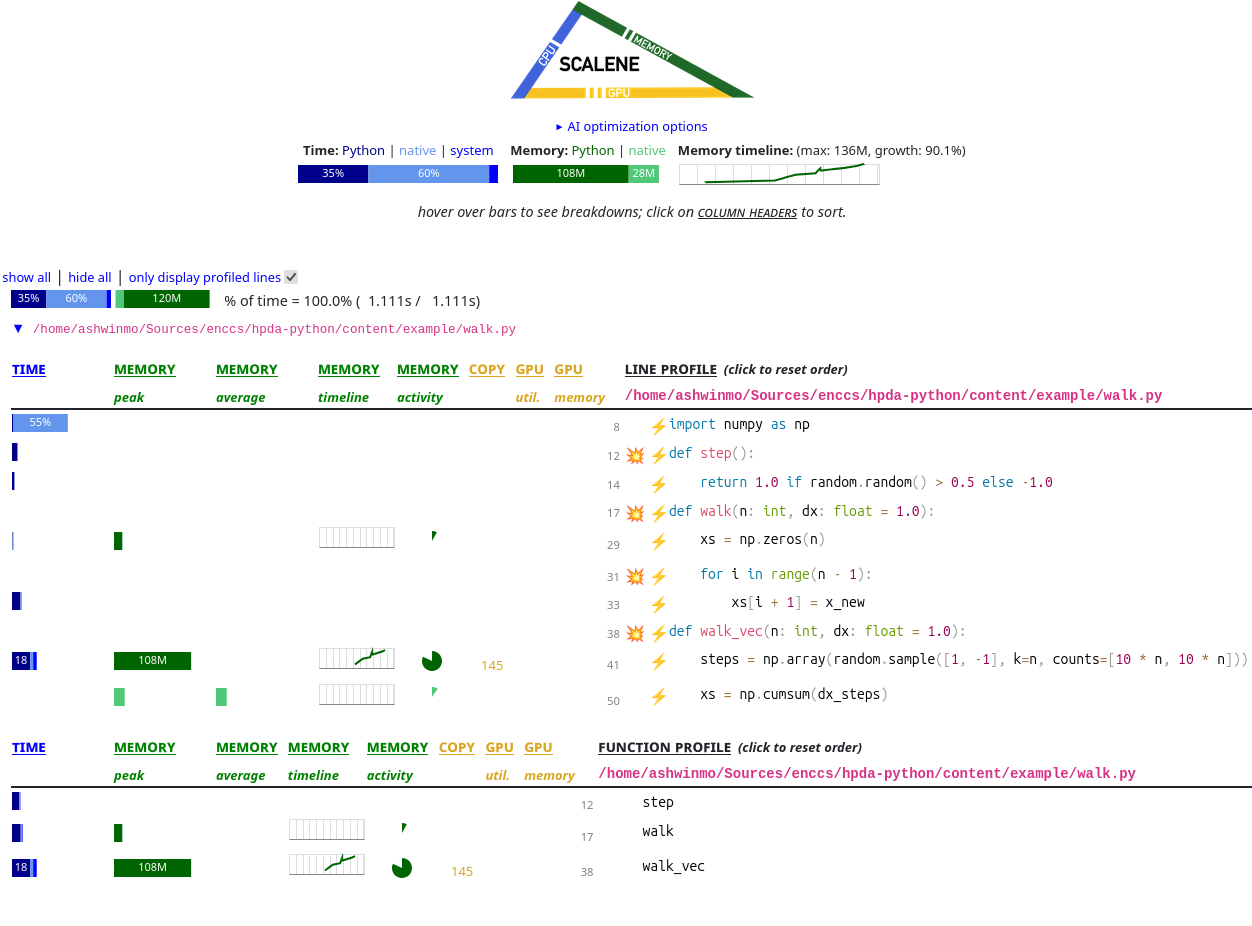 CPU
MEMORY
SCALENE
GPU
► AI optimization options
Time: Python | native | system Memory: Python | native Memory timeline: (max: 136M, growth: 90.1%)
35% 60% 108M 28M
hover over bars to see breakdowns; click on COLUMN HEADERS to sort.
show all | hide all | only display profiled lines
35% 60% 120M % of time = 100.0% ( 1.111s / 1.111s)
▼ /home/ashwinmo/Sources/enccs/hpda-python/content/example/walk.py
TIME MEMORY MEMORY MEMORY MEMORY COPY GPU GPU LINE PROFILE (click to reset order)
peak average timeline activity util. memory /home/ashwinmo/Sources/enccs/hpda-python/content/example/walk.py
55% 8 ⚡import numpy as np
12 💥 ⚡def step():
14 ⚡    return 1.0 if random.random() > 0.5 else -1.0
17 💥 ⚡def walk(n: int, dx: float = 1.0):
29 ⚡    xs = np.zeros(n)
31 💥 ⚡    for i in range(n - 1):
33 ⚡        xs[i + 1] = x_new
38 💥 ⚡def walk_vec(n: int, dx: float = 1.0):
18 108M 145 41 ⚡    steps = np.array(random.sample([1, -1], k=n, counts=[10 * n, 10 * n]))
50 ⚡    xs = np.cumsum(dx_steps)
TIME MEMORY MEMORY MEMORY MEMORY COPY GPU GPU FUNCTION PROFILE (click to reset order)
peak average timeline activity util. memory /home/ashwinmo/Sources/enccs/hpda-python/content/example/walk.py
12 step
17 walk
18 108M 145 38 walk_vec